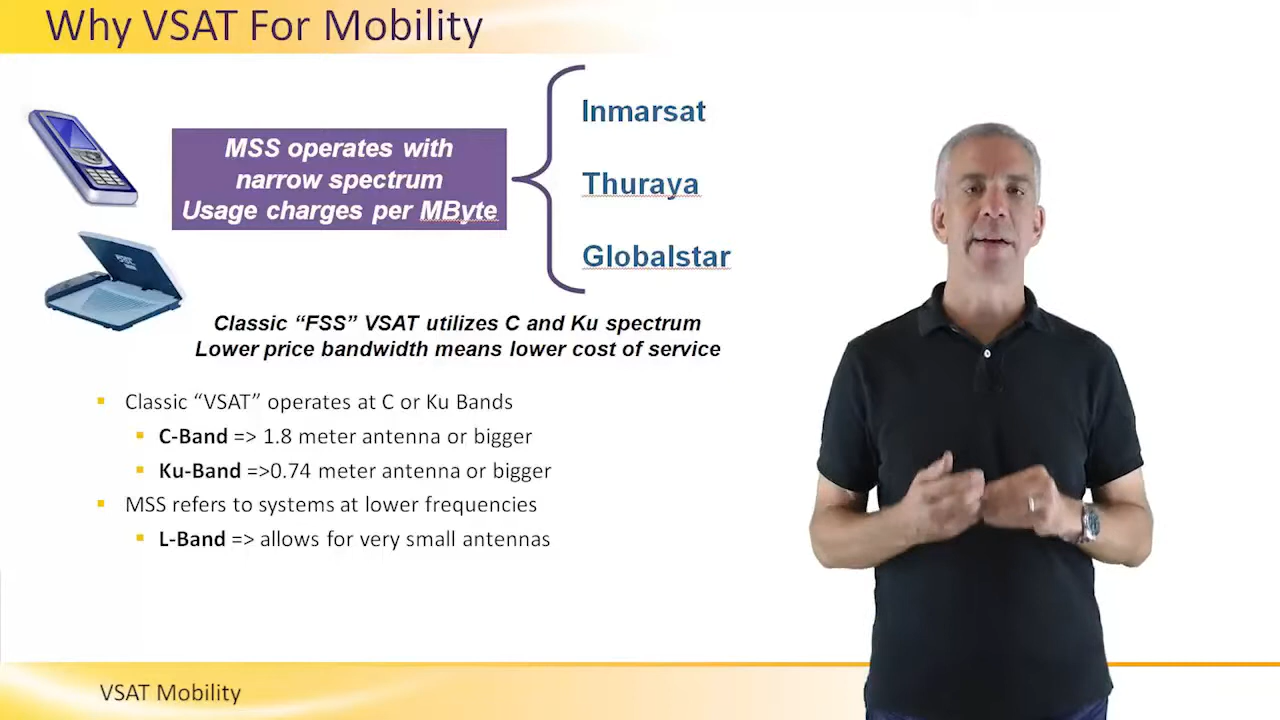 Why VSAT For Mobility
MSS operates with
narrow spectrum
Usage charges per MByte
Inmarsat
Thuraya
Globalstar
Classic “FSS” VSAT utilizes C and Ku spectrum
Lower price bandwidth means lower cost of service
Classic “VSAT” operates at C or Ku Bands
C-Band => 1.8 meter antenna or bigger
Ku-Band =>0.74 meter antenna or bigger
MSS refers to systems at lower frequencies
L-Band => allows for very small antennas
VSAT Mobility